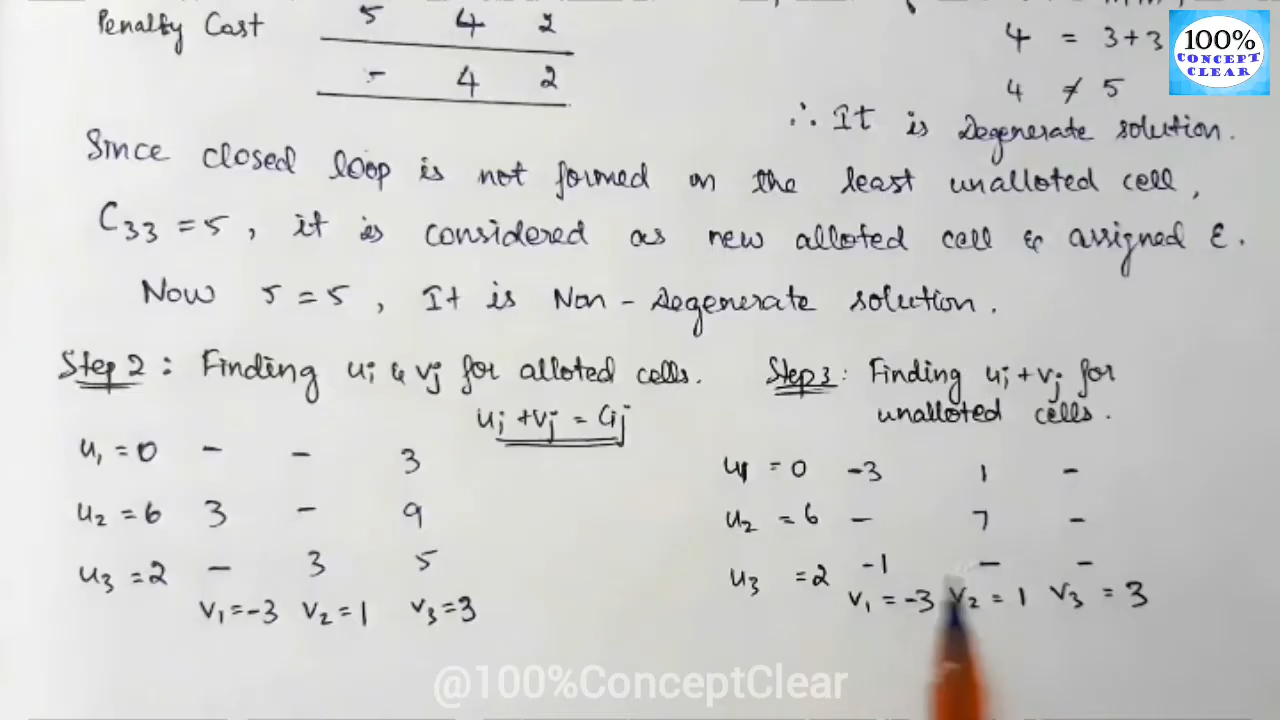 Penalty Cost 5 4 2
- 4 2
4 = 3+3
4 ≠ 5
∴ It is Degenerate solution.
Since closed loop is not formed on the least unalloted cell,
C33 = 5, it is considered as new alloted cell & assigned ε.
Now 5 = 5, It is Non-Degenerate solution.
Step 2: Finding ui & vj for alloted cells.
ui + vj = Cij
u1 = 0 - - 3
u2 = 6 3 - 9
u3 = 2 - 3 5
v1 = -3 v2 = 1 v3 = 3
Step 3: Finding ui + vj for
unalloted cells.
u1 = 0 -3 1 -
u2 = 6 - 7 -
u3 = 2 -1 - -
v1 = -3 v2 = 1 v3 = 3
100%
CONCEPT
CLEAR
@100%ConceptClear